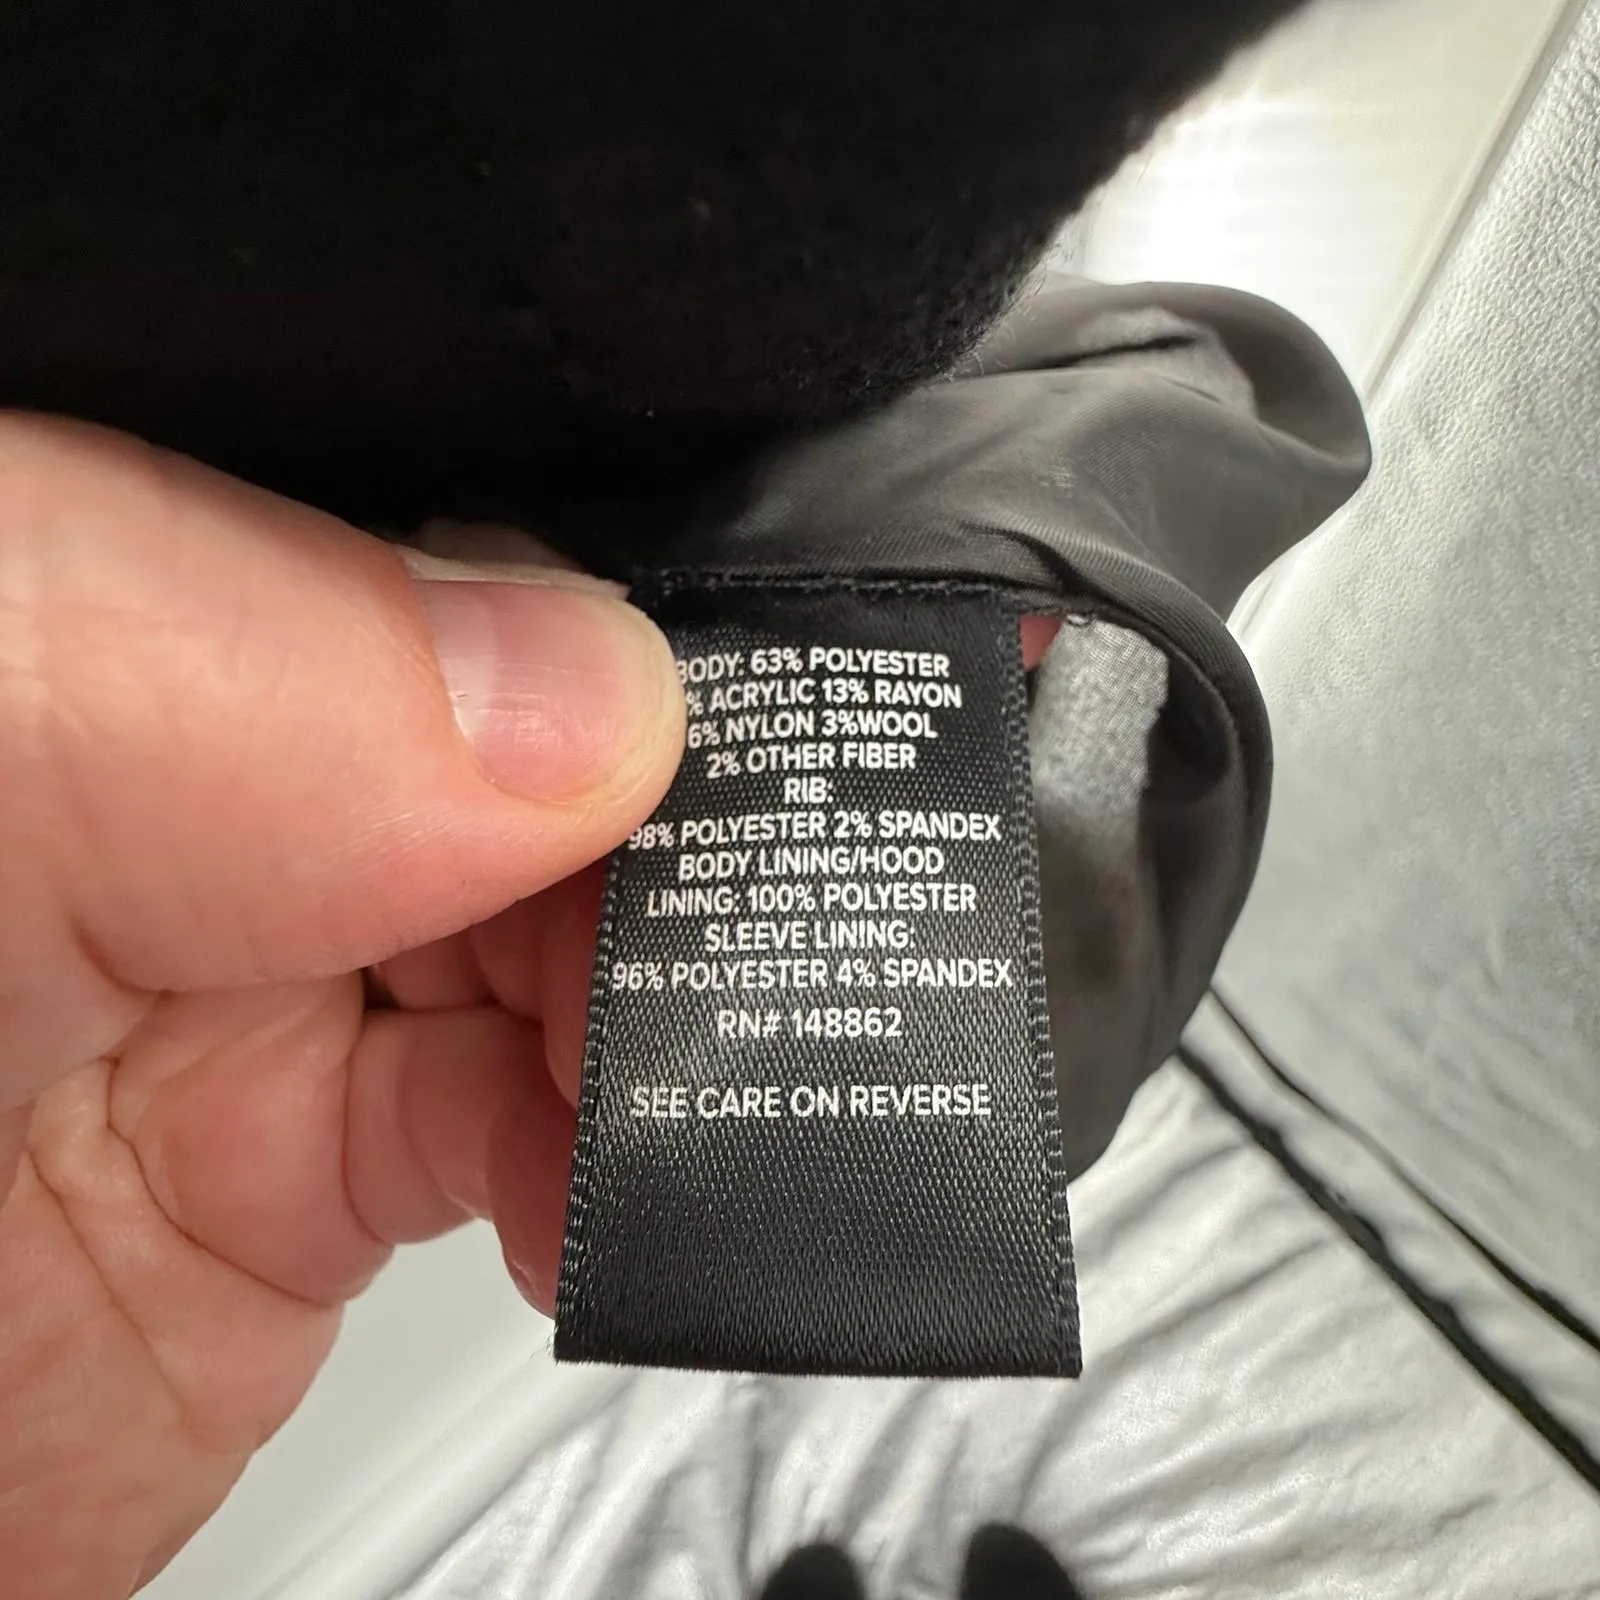 BODY: 63% POLYESTER
% ACRYLIC 13% RAYON
6% NYLON 3%WOOL
2% OTHER FIBER
RIB:
98% POLYESTER 2% SPANDEX
BODY LINING/HOOD
LINING: 100% POLYESTER
SLEEVE LINING:
96% POLYESTER 4% SPANDEX
RN# 148862
SEE CARE ON REVERSE